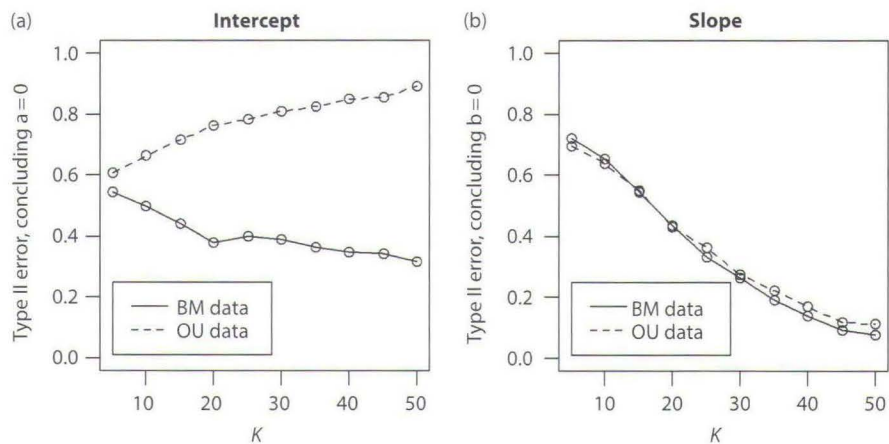 (a) Intercept
Type II error, concluding a = 0
1.0
0.8
0.6
0.4
0.2
0.0
BM data
OU data
10 20 30 40 50
K
(b) Slope
Type II error, concluding b = 0
1.0
0.8
0.6
0.4
0.2
0.0
BM data
OU data
10 20 30 40 50
K